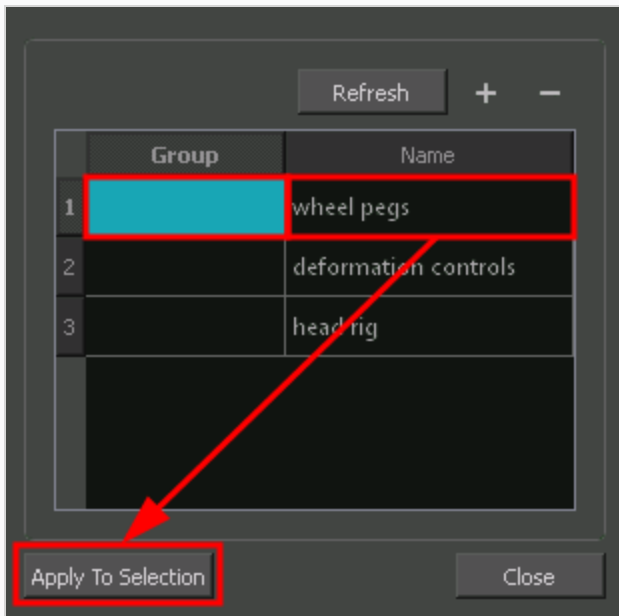 Refresh + −
Group Name
1 wheel pegs
2 deformation controls
3 head rig
Apply To Selection Close